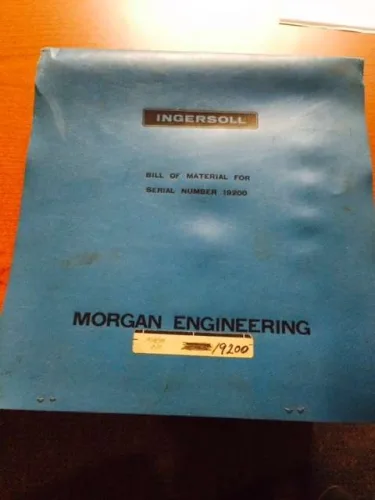 INGERSOLL
BILL OF MATERIAL FOR
SERIAL NUMBER 19200
MORGAN ENGINEERING
19200